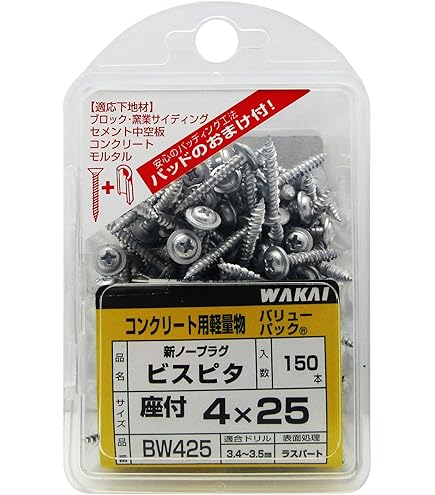 【適応下地材】
ブロック・窯業サイディング
セメント中空板
コンクリート
モルタル
安心のパッディング工法
パッドのおまけ付!
WAKAI
コンクリート用軽量物
バリュー
パック®
品名
新ノープラグ
ビスピタ
入数
150本
サイズ
座付 4×25
品番
BW425
適合ドリル
3.4~3.5mm
表面処理
ラスパート